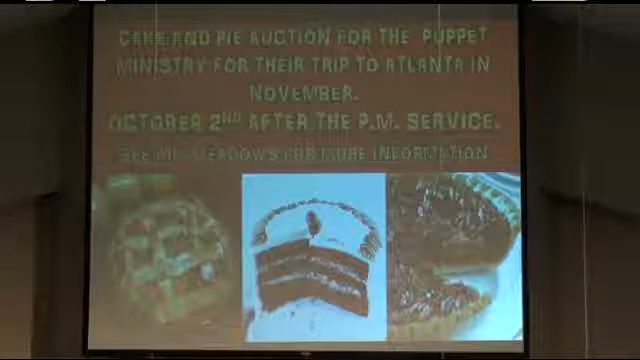 CAKE AND PIE AUCTION FOR THE PUPPET
MINISTRY FOR THEIR TRIP TO ATLANTA IN
NOVEMBER.
OCTOBER 2ND AFTER THE P.M. SERVICE.
SEE MEADOWS FOR MORE INFORMATION